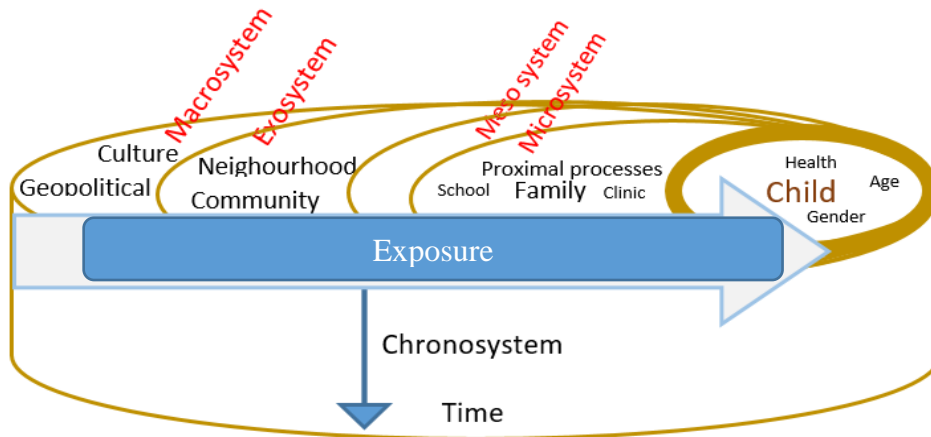 Macrosystem
Exosystem
Meso system
Microsystem
Culture
Geopolitical
Neighourhood
Community
Proximal processes
School Family Clinic
Health
Child
Age
Gender
Exposure
Chronosystem
Time